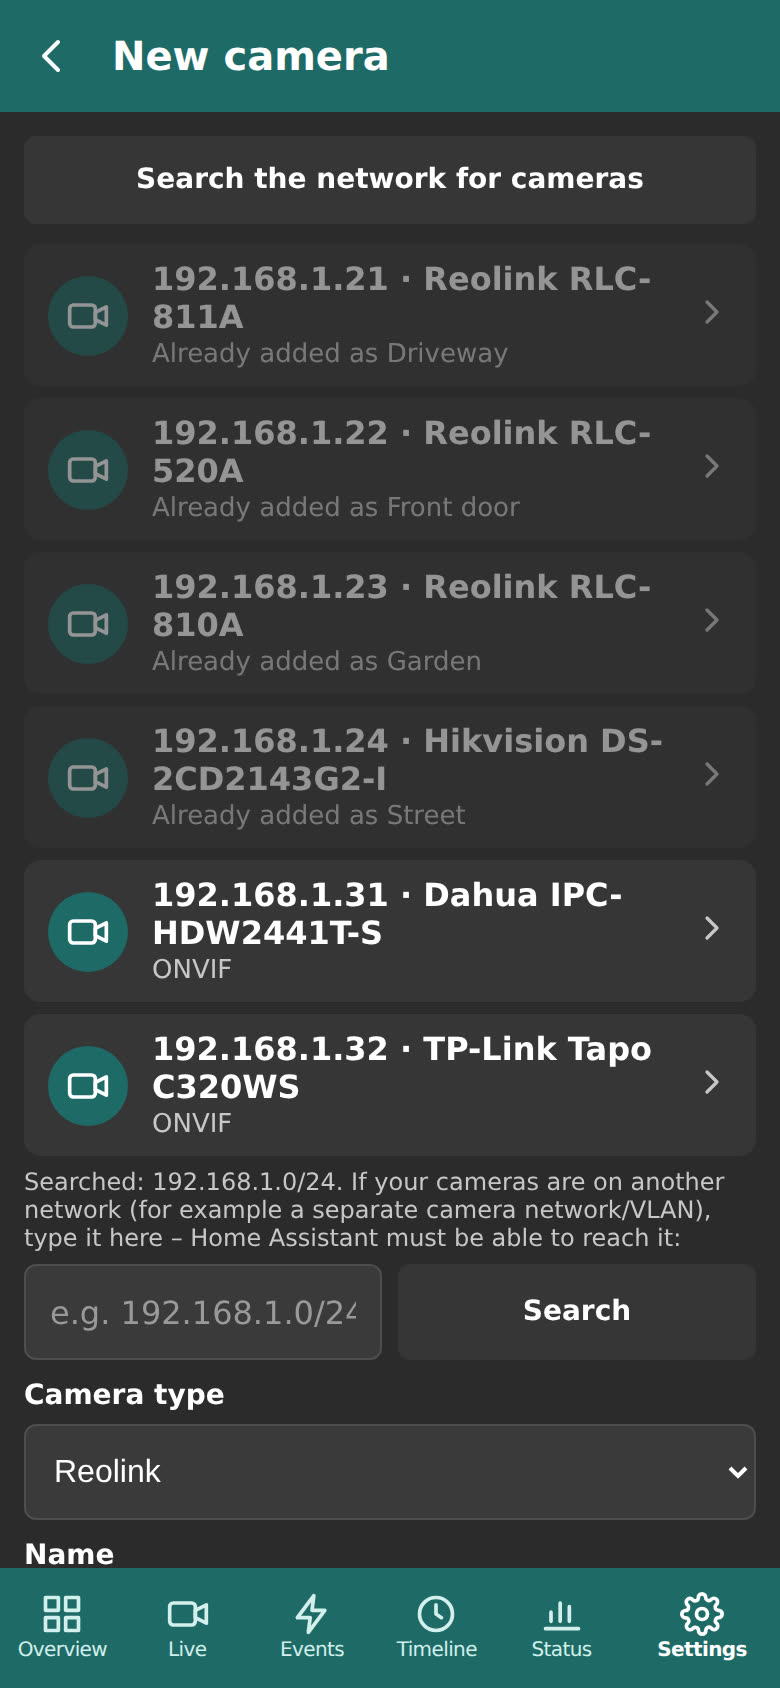 New camera
Search the network for cameras
192.168.1.21 · Reolink RLC-
811A
Already added as Driveway
192.168.1.22 · Reolink RLC-
520A
Already added as Front door
192.168.1.23 · Reolink RLC-
810A
Already added as Garden
192.168.1.24 · Hikvision DS-
2CD2143G2-I
Already added as Street
192.168.1.31 · Dahua IPC-
HDW2441T-S
ONVIF
192.168.1.32 · TP-Link Tapo
C320WS
ONVIF
Searched: 192.168.1.0/24. If your cameras are on another
network (for example a separate camera network/VLAN),
type it here – Home Assistant must be able to reach it:
e.g. 192.168.1.0/24
Search
Camera type
Reolink
Name
Overview
Live
Events
Timeline
Status
Settings